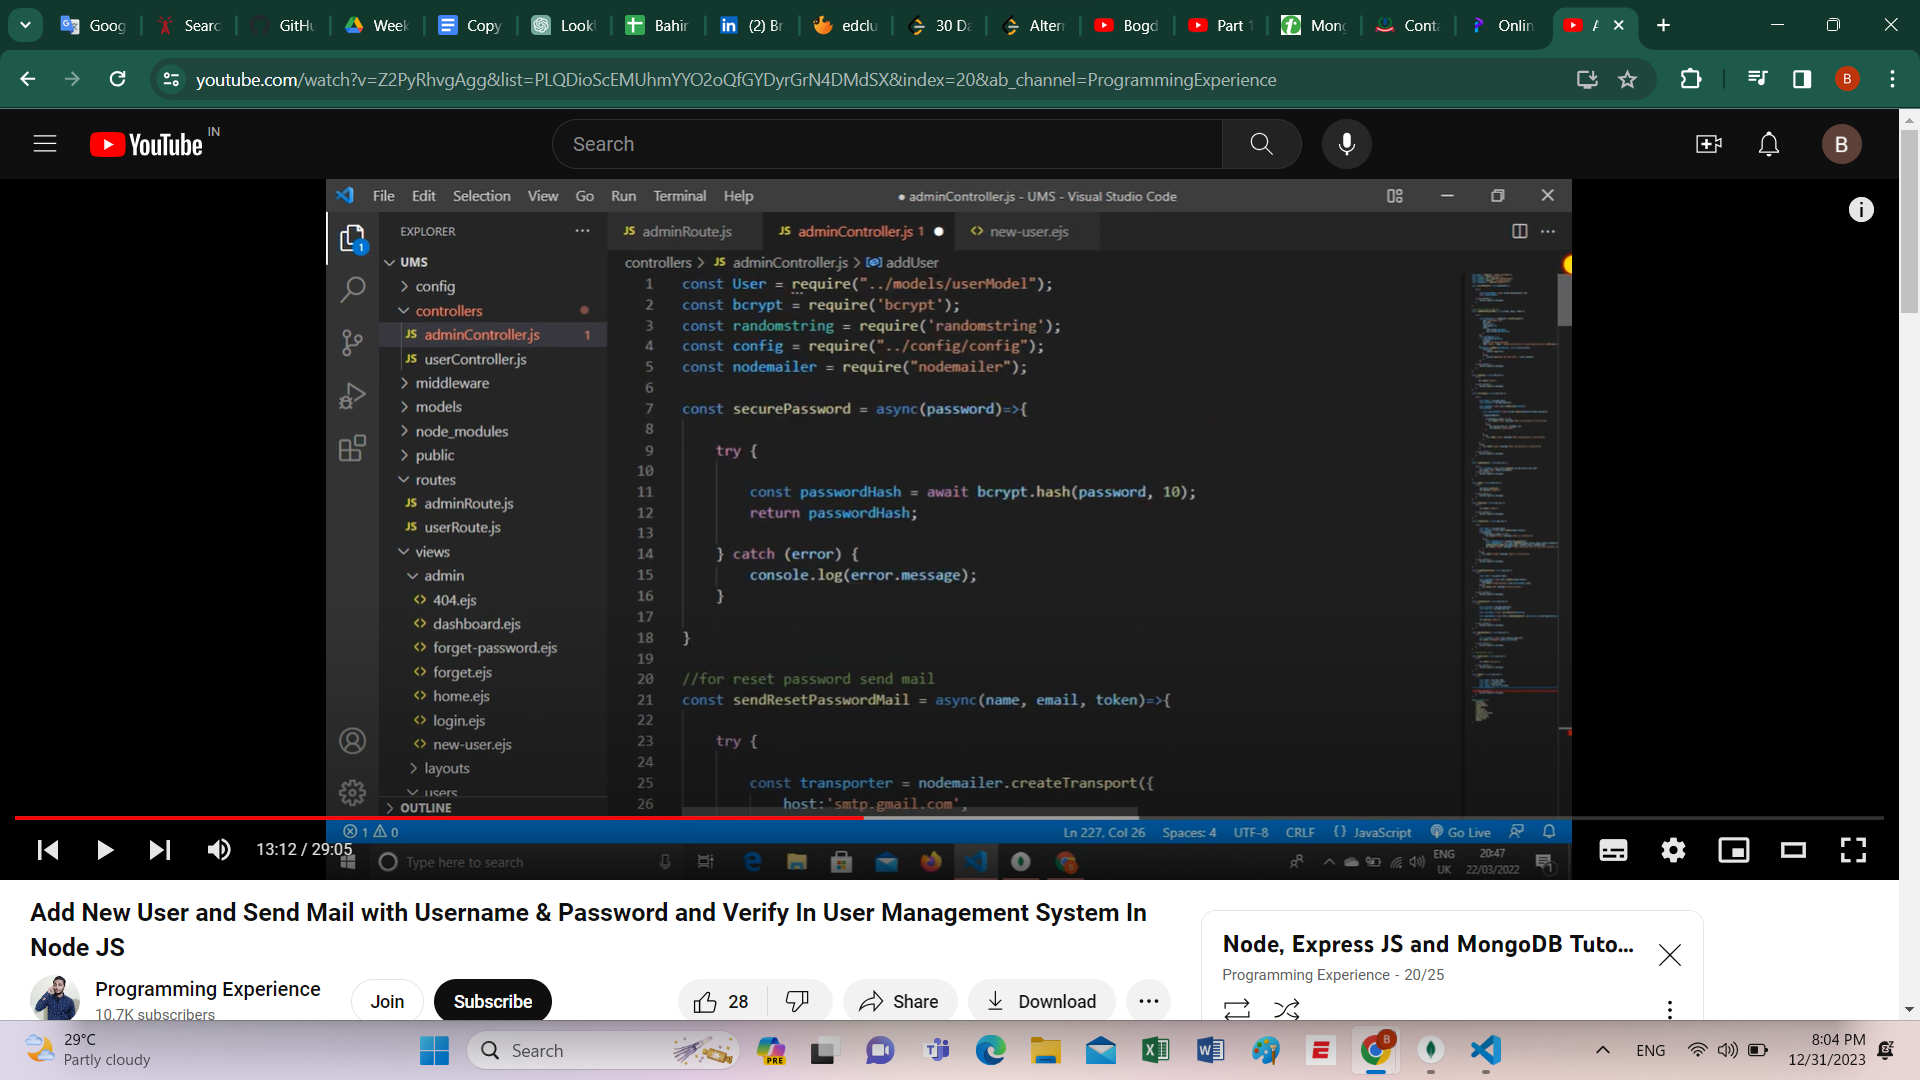 Goog
Searc
GitHu
Week
Copy
Look
Bahir
(2) Br
edclu
30 Da
Alterr
Bogd
Part 1
Mong
Conta
Onlin
A
youtube.com/watch?v=Z2PyRhvgAgg&list=PLQDioScEMUhmYYO2oQfGYDyrGrN4DMdSX&index=20&ab_channel=ProgrammingExperience
B
YouTube IN
Search
B
File Edit Selection View Go Run Terminal Help
● adminController.js - UMS - Visual Studio Code
EXPLORER
JS adminRoute.js
JS adminController.js 1
<> new-user.ejs
1
UMS
config
controllers
JS adminController.js 1
JS userController.js
middleware
models
node_modules
public
routes
JS adminRoute.js
JS userRoute.js
views
admin
<> 404.ejs
<> dashboard.ejs
<> forget-password.ejs
<> forget.ejs
<> home.ejs
<> login.ejs
<> new-user.ejs
layouts
users
OUTLINE
controllers > JS adminController.js > addUser
1 const User = require("../models/userModel");
2 const bcrypt = require('bcrypt');
3 const randomstring = require('randomstring');
4 const config = require("../config/config");
5 const nodemailer = require("nodemailer");
6
7 const securePassword = async(password)=>{
8
9 try {
10
11 const passwordHash = await bcrypt.hash(password, 10);
12 return passwordHash;
13
14 } catch (error) {
15 console.log(error.message);
16 }
17
18 }
19
20 //for reset password send mail
21 const sendResetPasswordMail = async(name, email, token)=>{
22
23 try {
24
25 const transporter = nodemailer.createTransport({
26 host:'smtp.gmail.com',
1 0
Ln 227, Col 26 Spaces: 4 UTF-8 CRLF {} JavaScript Go Live
13:12 / 29:05
Type here to search
ENG
UK
20:47
22/03/2022
1
Add New User and Send Mail with Username & Password and Verify In User Management System In
Node JS
Programming Experience
10.7K subscribers
Join
Subscribe
28
Share
Download
Node, Express JS and MongoDB Tuto...
Programming Experience - 20/25
29°C
Partly cloudy
Search
PRE
B
ENG
8:04 PM
12/31/2023